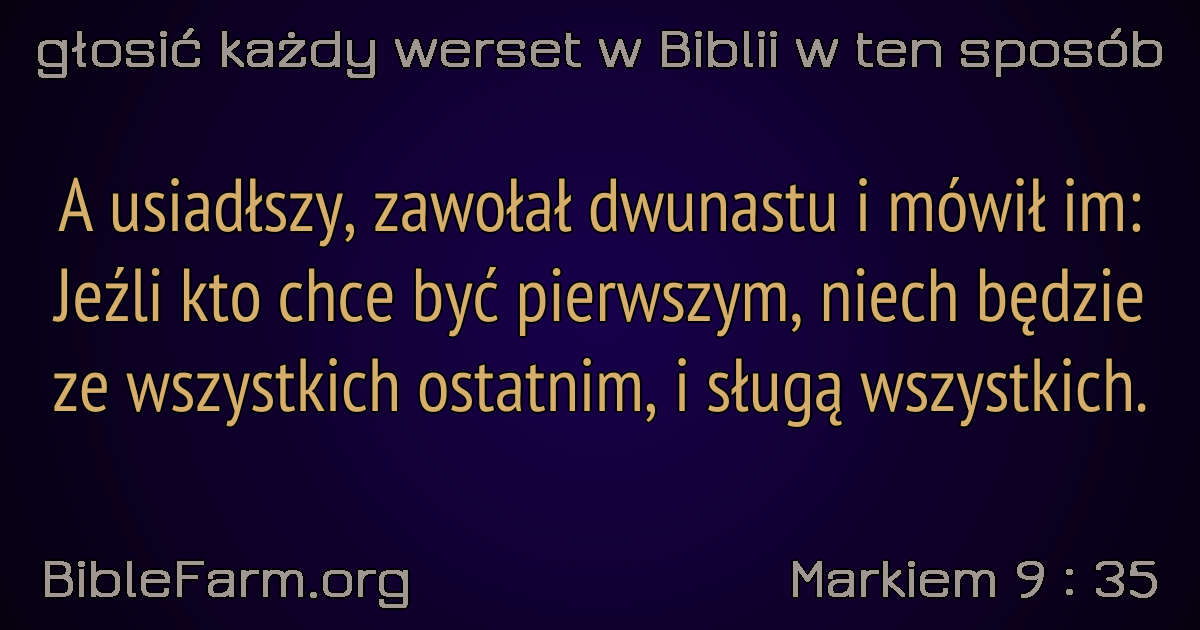 głosić każdy werset w Biblii w ten sposób
A usiadłszy, zawołał dwunastu i mówił im:
Jeźli kto chce być pierwszym, niech będzie
ze wszystkich ostatnim, i sługą wszystkich.
BibleFarm.org
Markiem 9 : 35